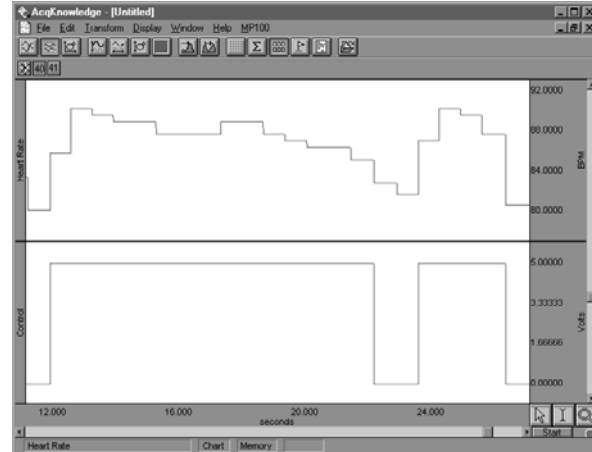 AcqKnowledge - [Untitled]
File Edit Transform Display Window Help MP100
40 41
Heart Rate
92.0000
88.0000
84.0000
80.0000
BPM
Control
5.00000
3.33333
1.66666
0.00000
Volts
12.000 16.000 20.000 24.000
seconds
Start
Heart Rate Chart Memory